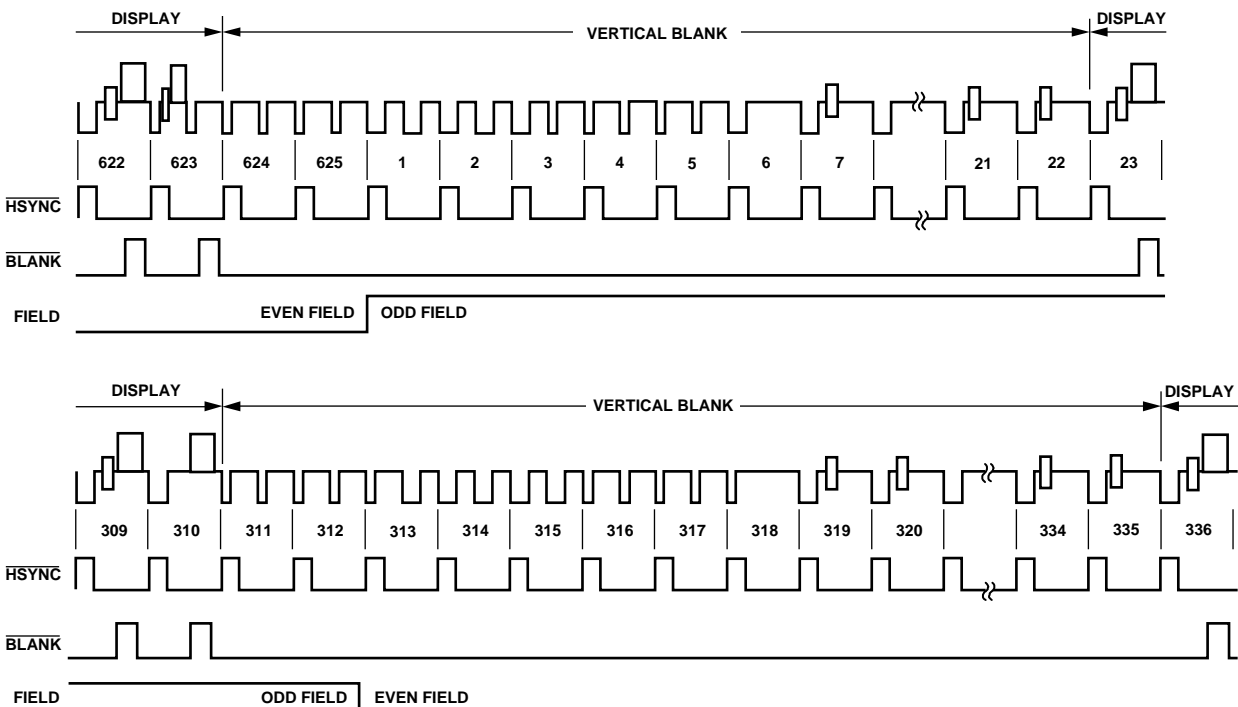 DISPLAY VERTICAL BLANK DISPLAY
622 623 624 625 1 2 3 4 5 6 7 21 22 23
HSYNC
BLANK
FIELD EVEN FIELD ODD FIELD
DISPLAY VERTICAL BLANK DISPLAY
309 310 311 312 313 314 315 316 317 318 319 320 334 335 336
HSYNC
BLANK
FIELD ODD FIELD EVEN FIELD